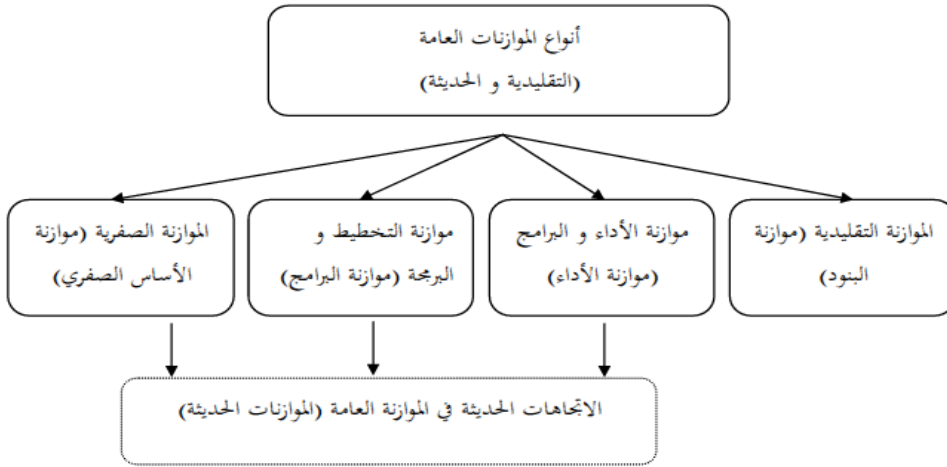 أنواع الموازنات العامة
(التقليدية و الحديثة)
الموازنة التقليدية (موازنة
البنود)
موازنة الأداء و البرامج
(موازنة الأداء)
موازنة التخطيط و
البرمجة (موازنة البرامج)
الموازنة الصفرية (موازنة
الأساس الصفري)
الاتجاهات الحديثة في الموازنة العامة (الموازنات الحديثة)